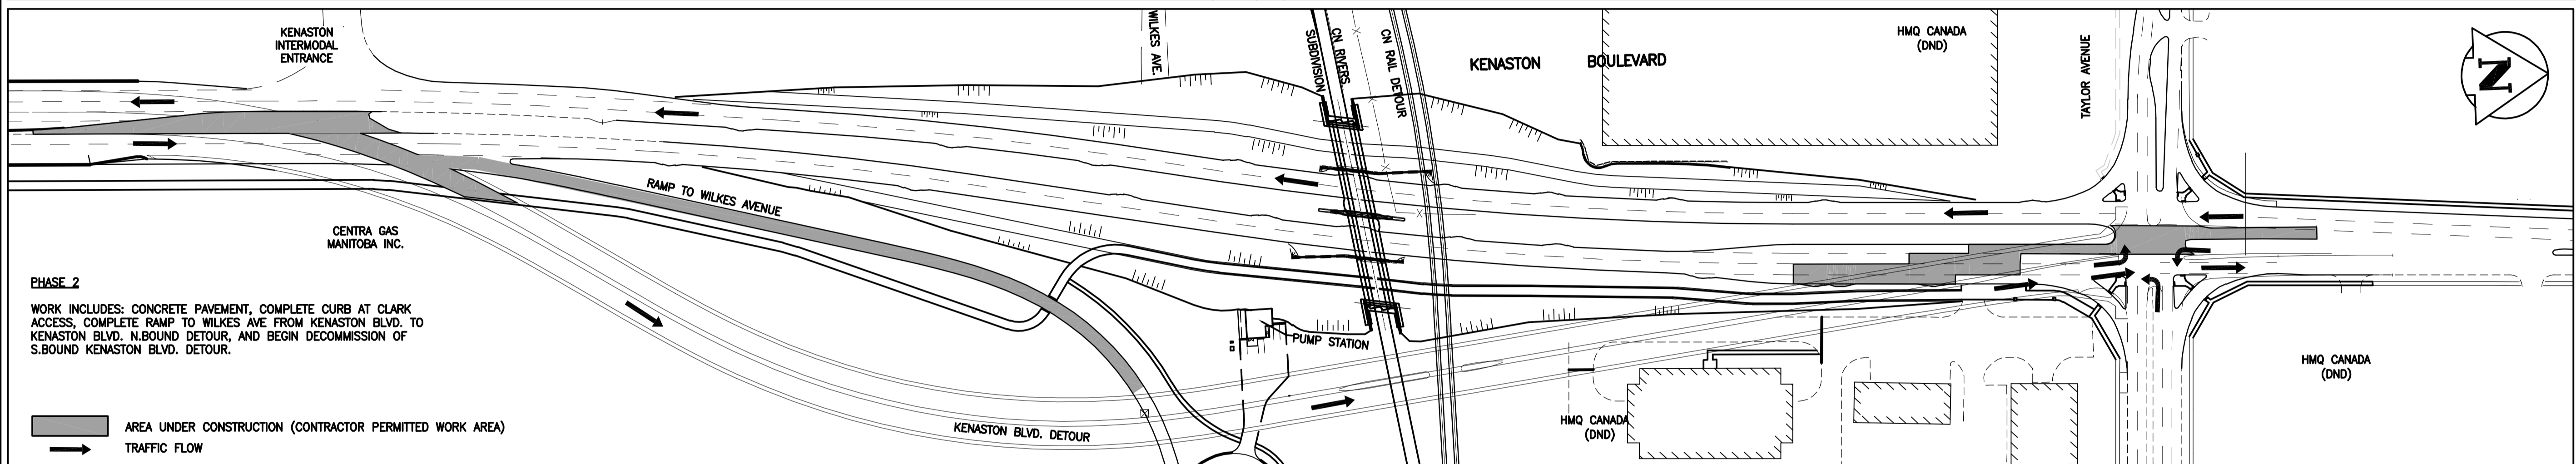 KENASTON
INTERMODAL
ENTRANCE
WILKES AVE.
CN RIVERS
SUBDIVISION
CN RAIL DETOUR
KENASTON BOULEVARD
HMQ CANADA
(DND)
TAYLOR AVENUE
N
RAMP TO WILKES AVENUE
CENTRA GAS
MANITOBA INC.
PHASE 2
WORK INCLUDES: CONCRETE PAVEMENT, COMPLETE CURB AT CLARK
ACCESS, COMPLETE RAMP TO WILKES AVE FROM KENASTON BLVD. TO
KENASTON BLVD. N.BOUND DETOUR, AND BEGIN DECOMMISSION OF
S.BOUND KENASTON BLVD. DETOUR.
PUMP STATION
HMQ CANADA
(DND)
KENASTON BLVD. DETOUR
HMQ CANADA
(DND)
AREA UNDER CONSTRUCTION (CONTRACTOR PERMITTED WORK AREA)
TRAFFIC FLOW